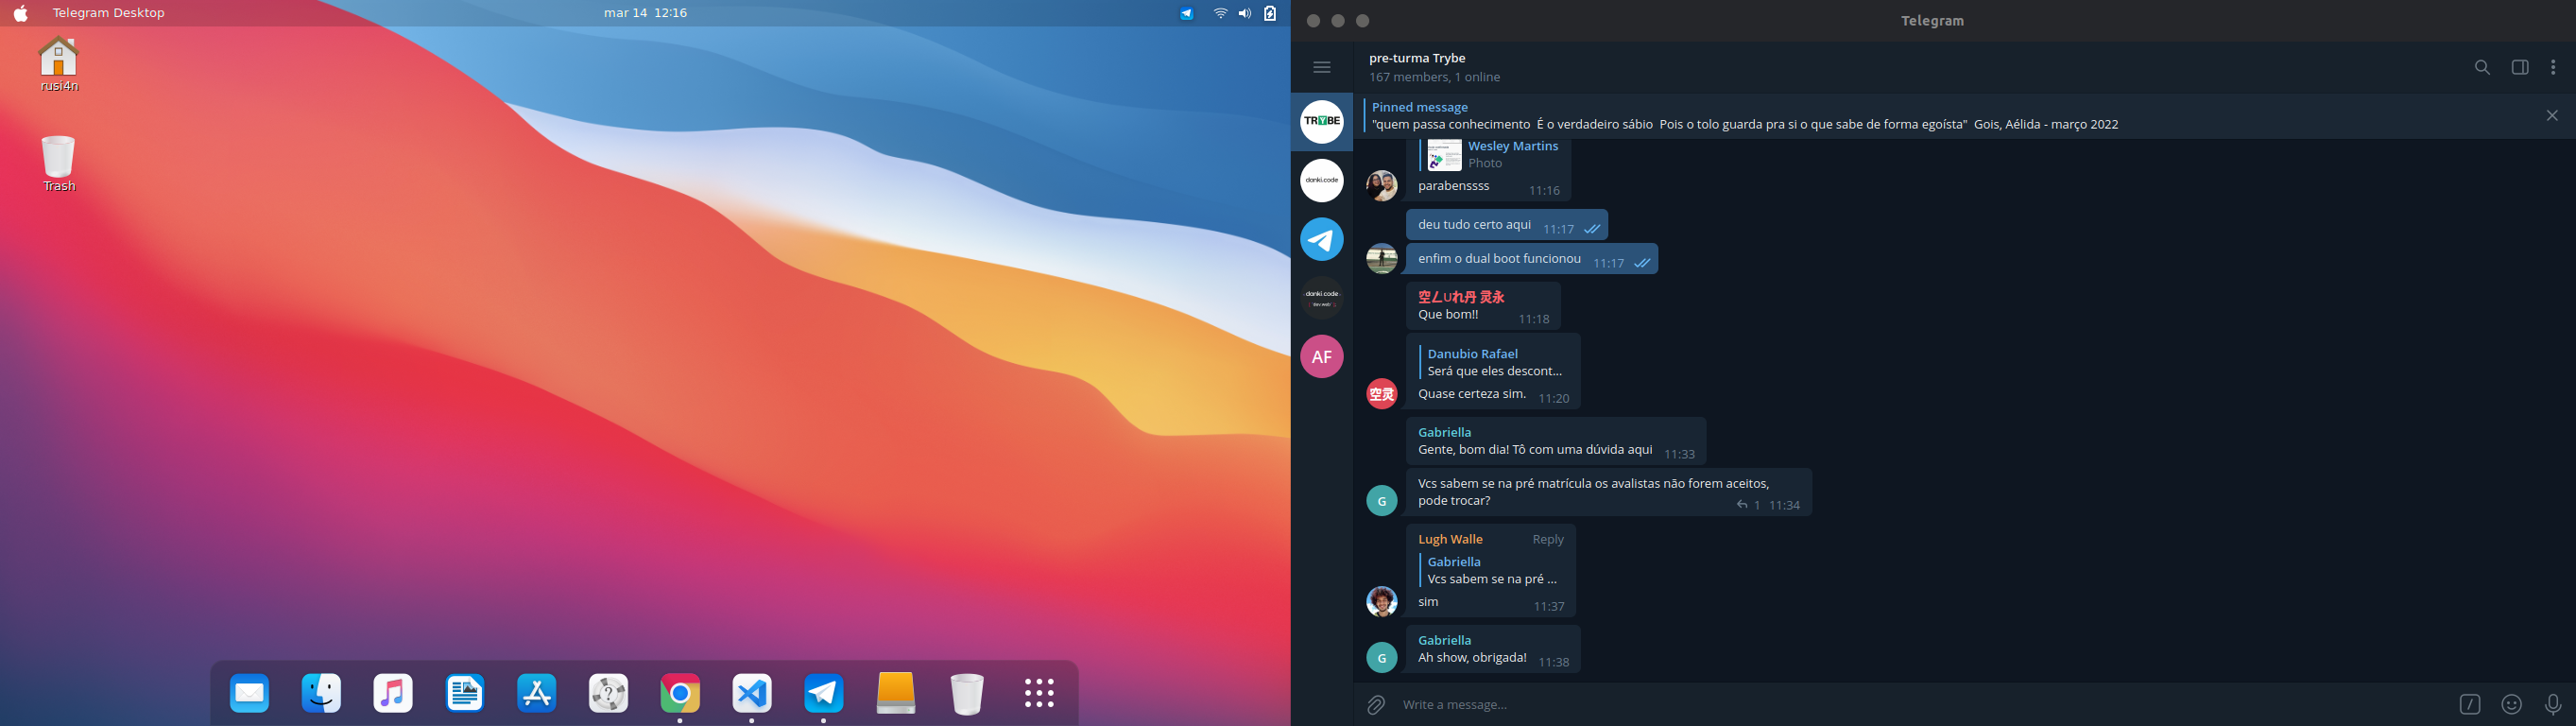 Telegram Desktop
mar 14 12:16
rusi4n
Trash
Telegram
pre-turma Trybe
167 members, 1 online
Pinned message
"quem passa conhecimento É o verdadeiro sábio Pois o tolo guarda pra si o que sabe de forma egoísta" Gois, Aélida - março 2022
TRYBE
danki.code
danki.code
AF
Wesley Martins
Photo
parabenssss 11:16
deu tudo certo aqui 11:17
enfim o dual boot funcionou 11:17
空ㄥUれ丹 灵永
Que bom!! 11:18
Danubio Rafael
Será que eles descont...
空灵
Quase certeza sim. 11:20
Gabriella
Gente, bom dia! Tô com uma dúvida aqui 11:33
Vcs sabem se na pré matrícula os avalistas não forem aceitos,
pode trocar?
G
1 11:34
Lugh Walle Reply
Gabriella
Vcs sabem se na pré ...
sim 11:37
Gabriella
G
Ah show, obrigada! 11:38
Write a message...